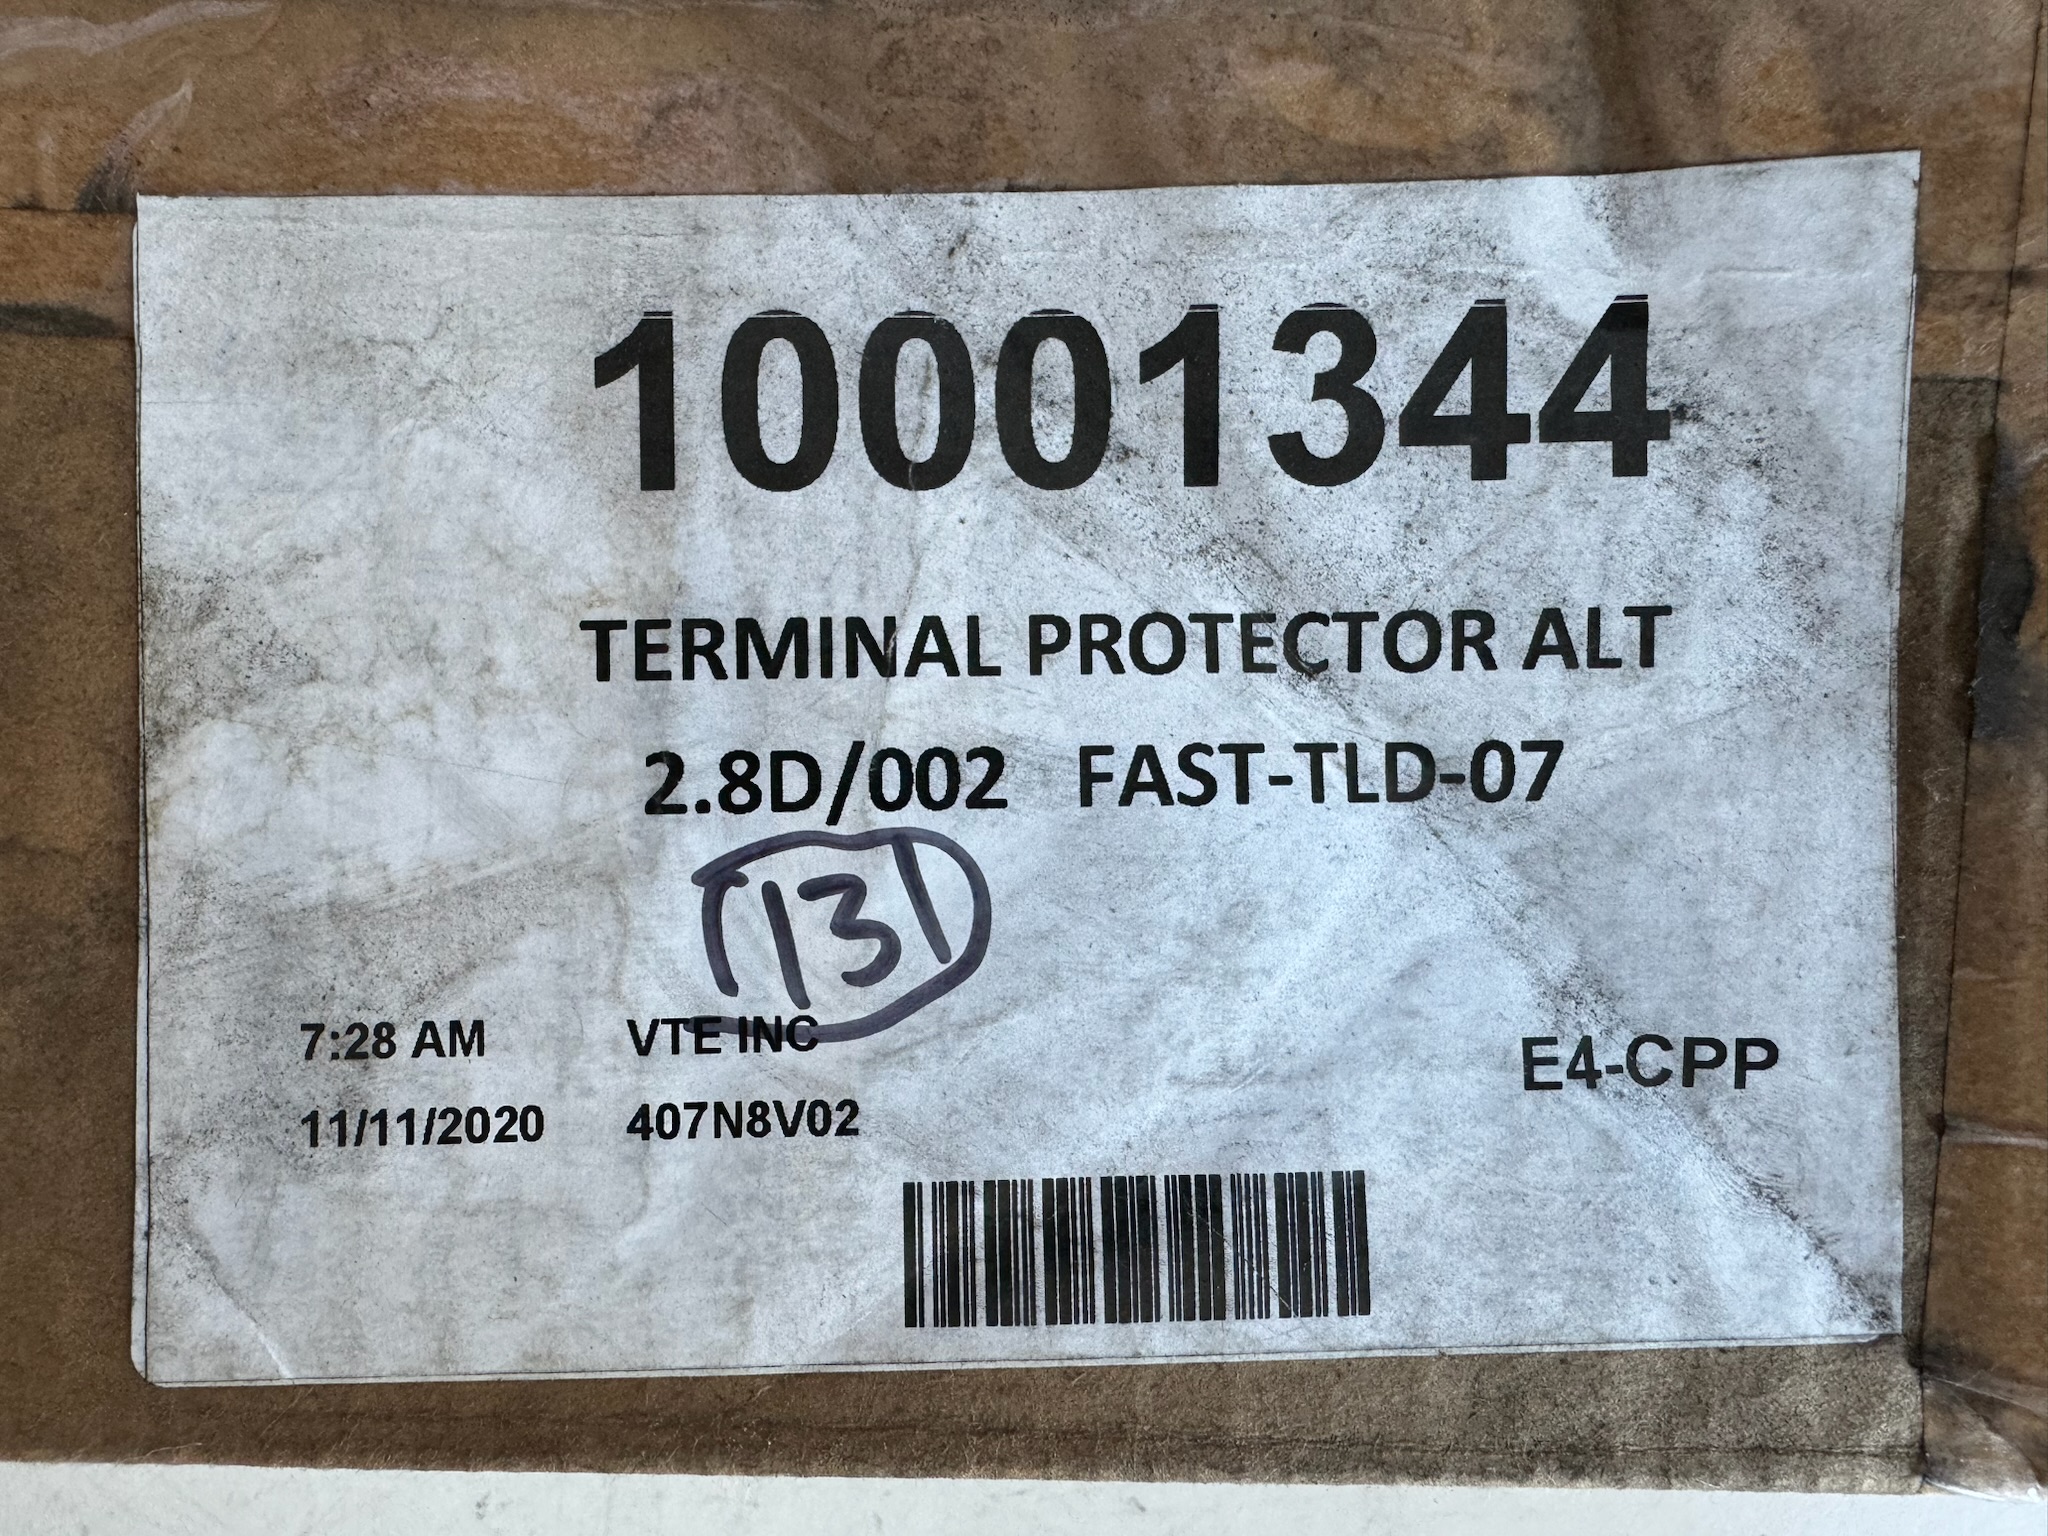 10001344
TERMINAL PROTECTOR ALT
2.8D/002 FAST-TLD-07
131
7:28 AM VTE INC
E4-CPP
11/11/2020 407N8V02